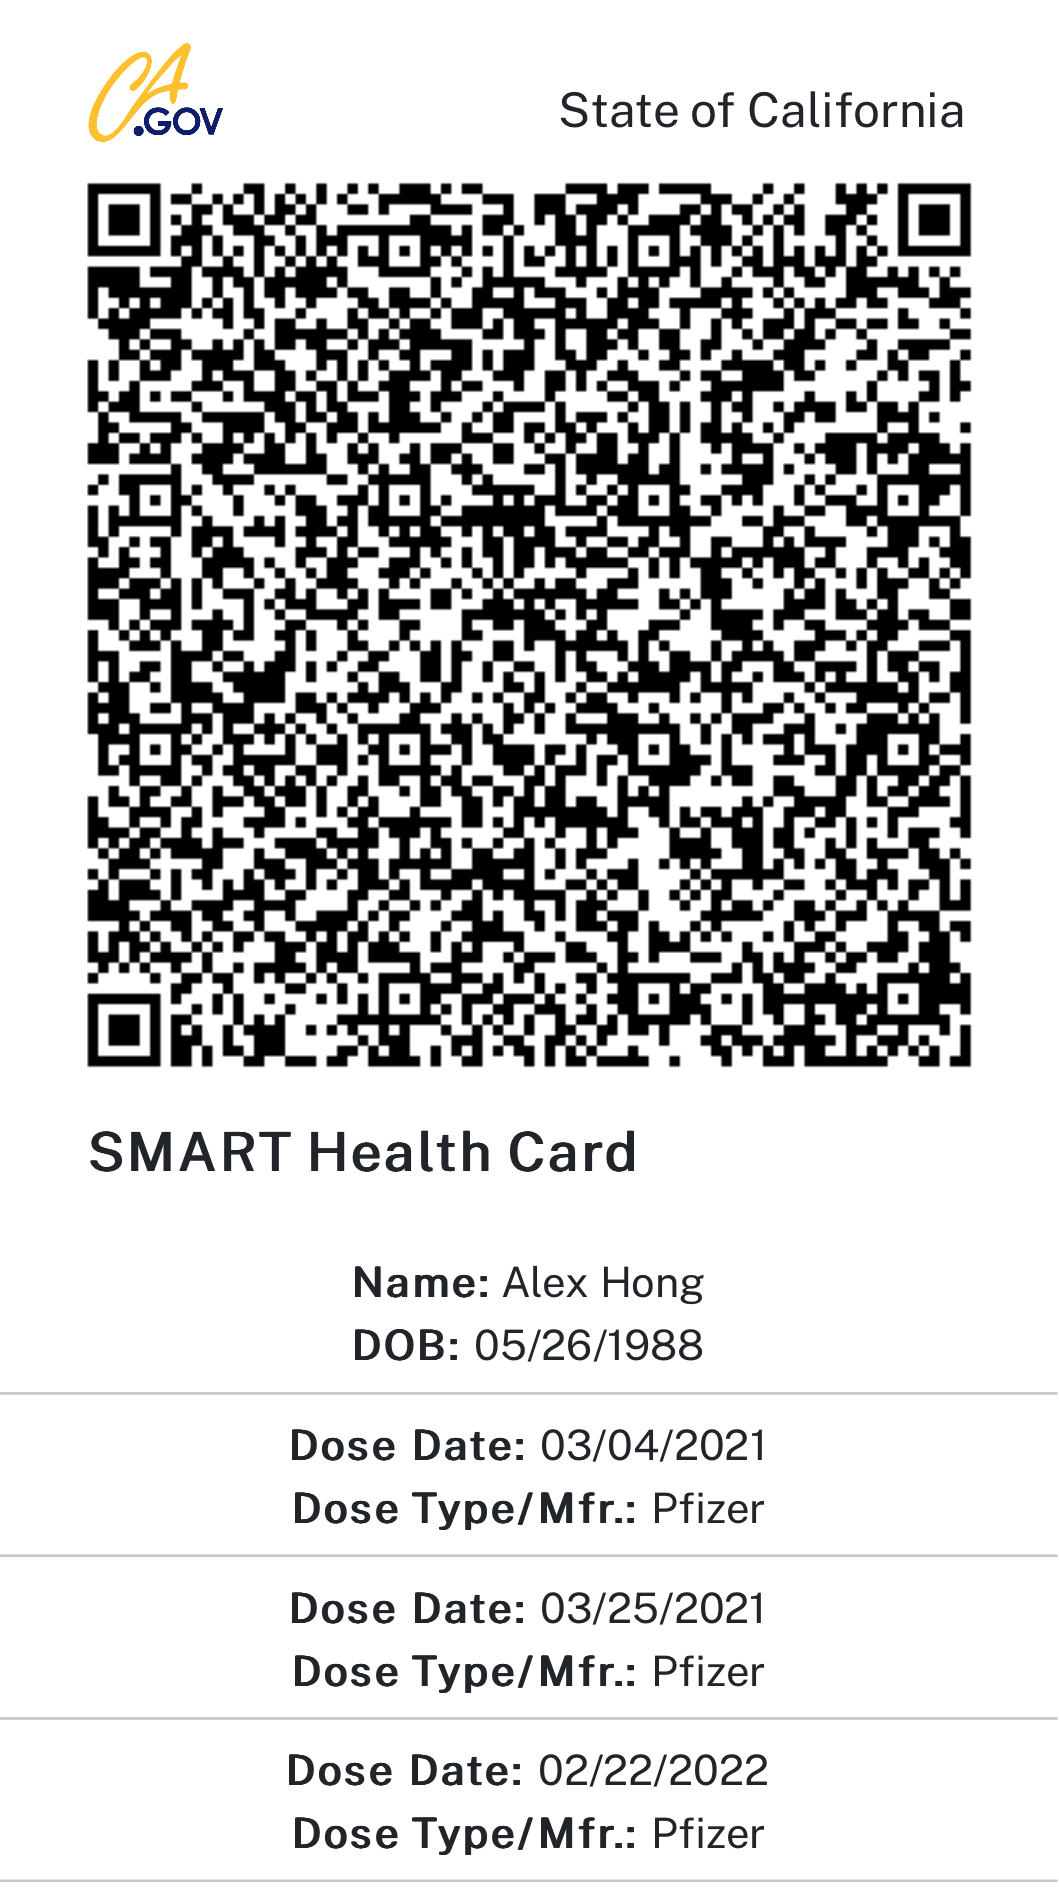 CA
.GOV
State of California
SMART Health Card
Name: Alex Hong
DOB: 05/26/1988
Dose Date: 03/04/2021
Dose Type/Mfr.: Pfizer
Dose Date: 03/25/2021
Dose Type/Mfr.: Pfizer
Dose Date: 02/22/2022
Dose Type/Mfr.: Pfizer